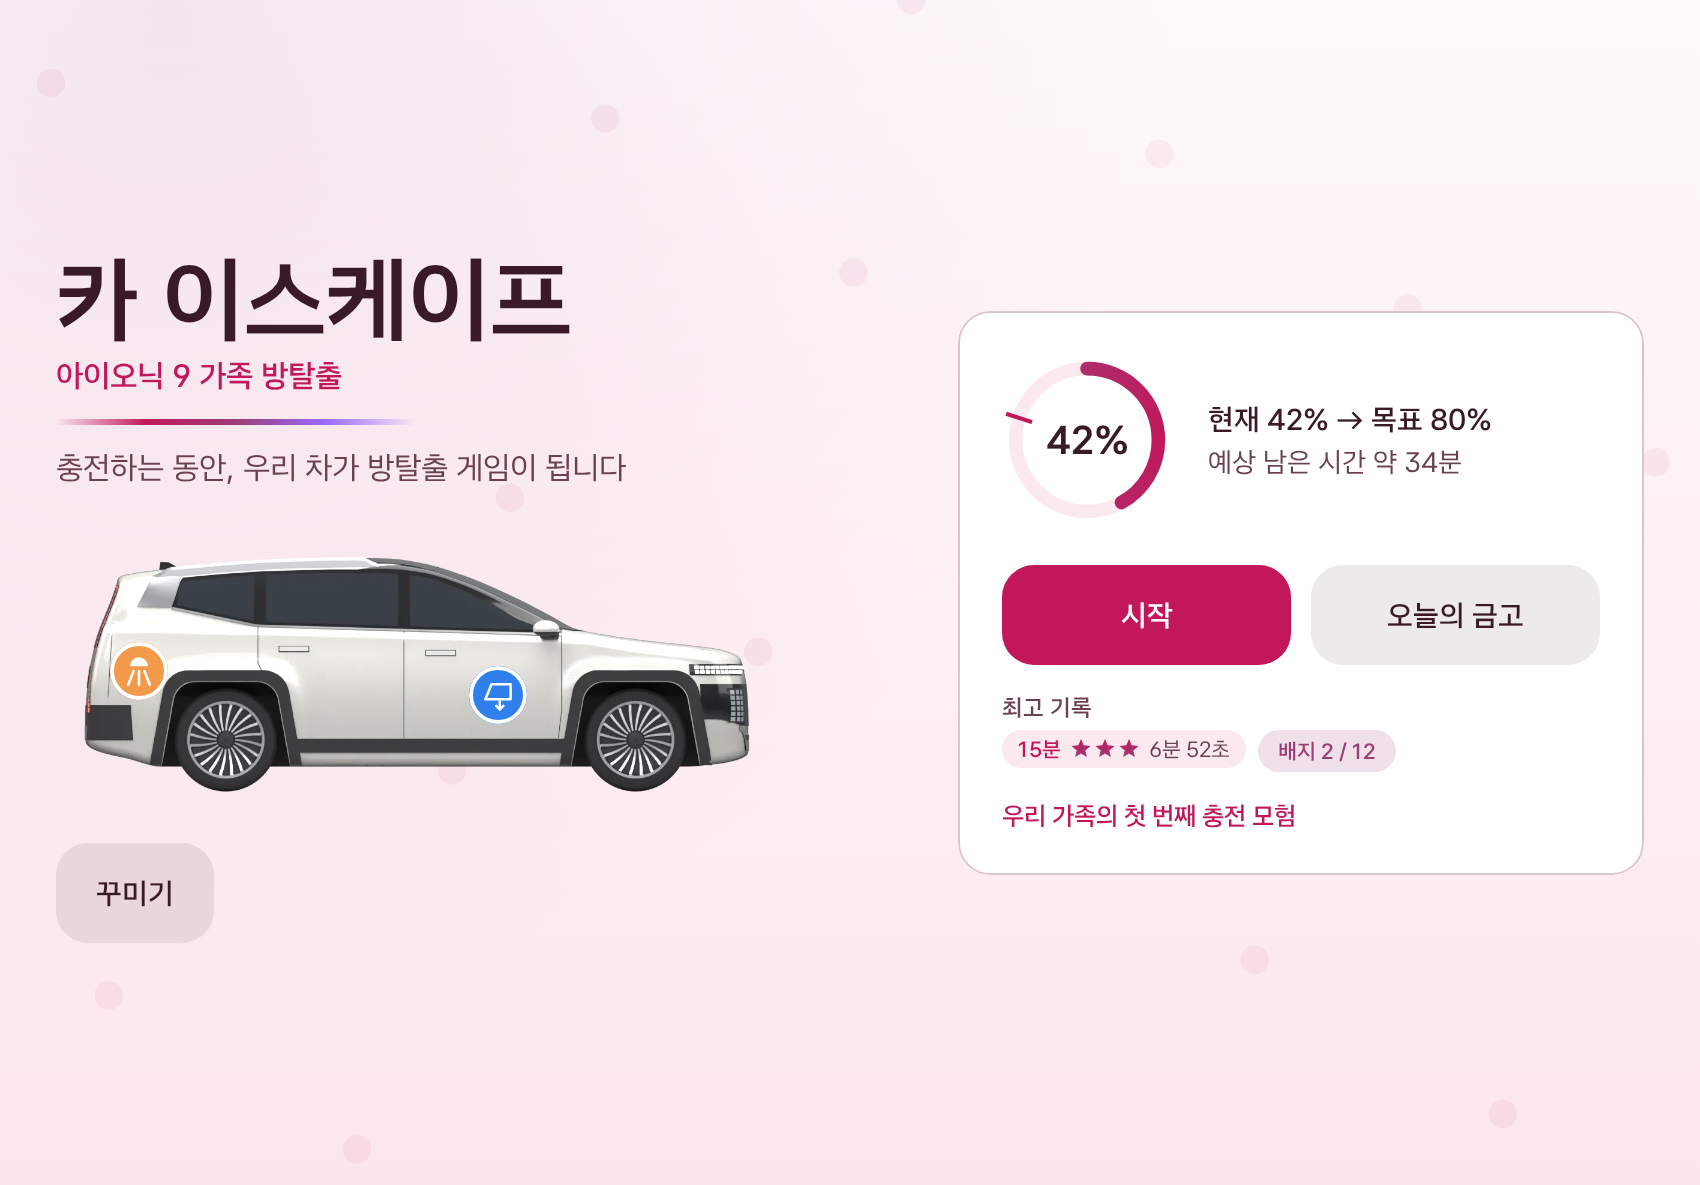 카 이스케이프
아이오닉 9 가족 방탈출
충전하는 동안, 우리 차가 방탈출 게임이 됩니다
꾸미기
42%
현재 42% → 목표 80%
예상 남은 시간 약 34분
시작
오늘의 금고
최고 기록
15분 ★★★ 6분 52초
배지 2 / 12
우리 가족의 첫 번째 충전 모험